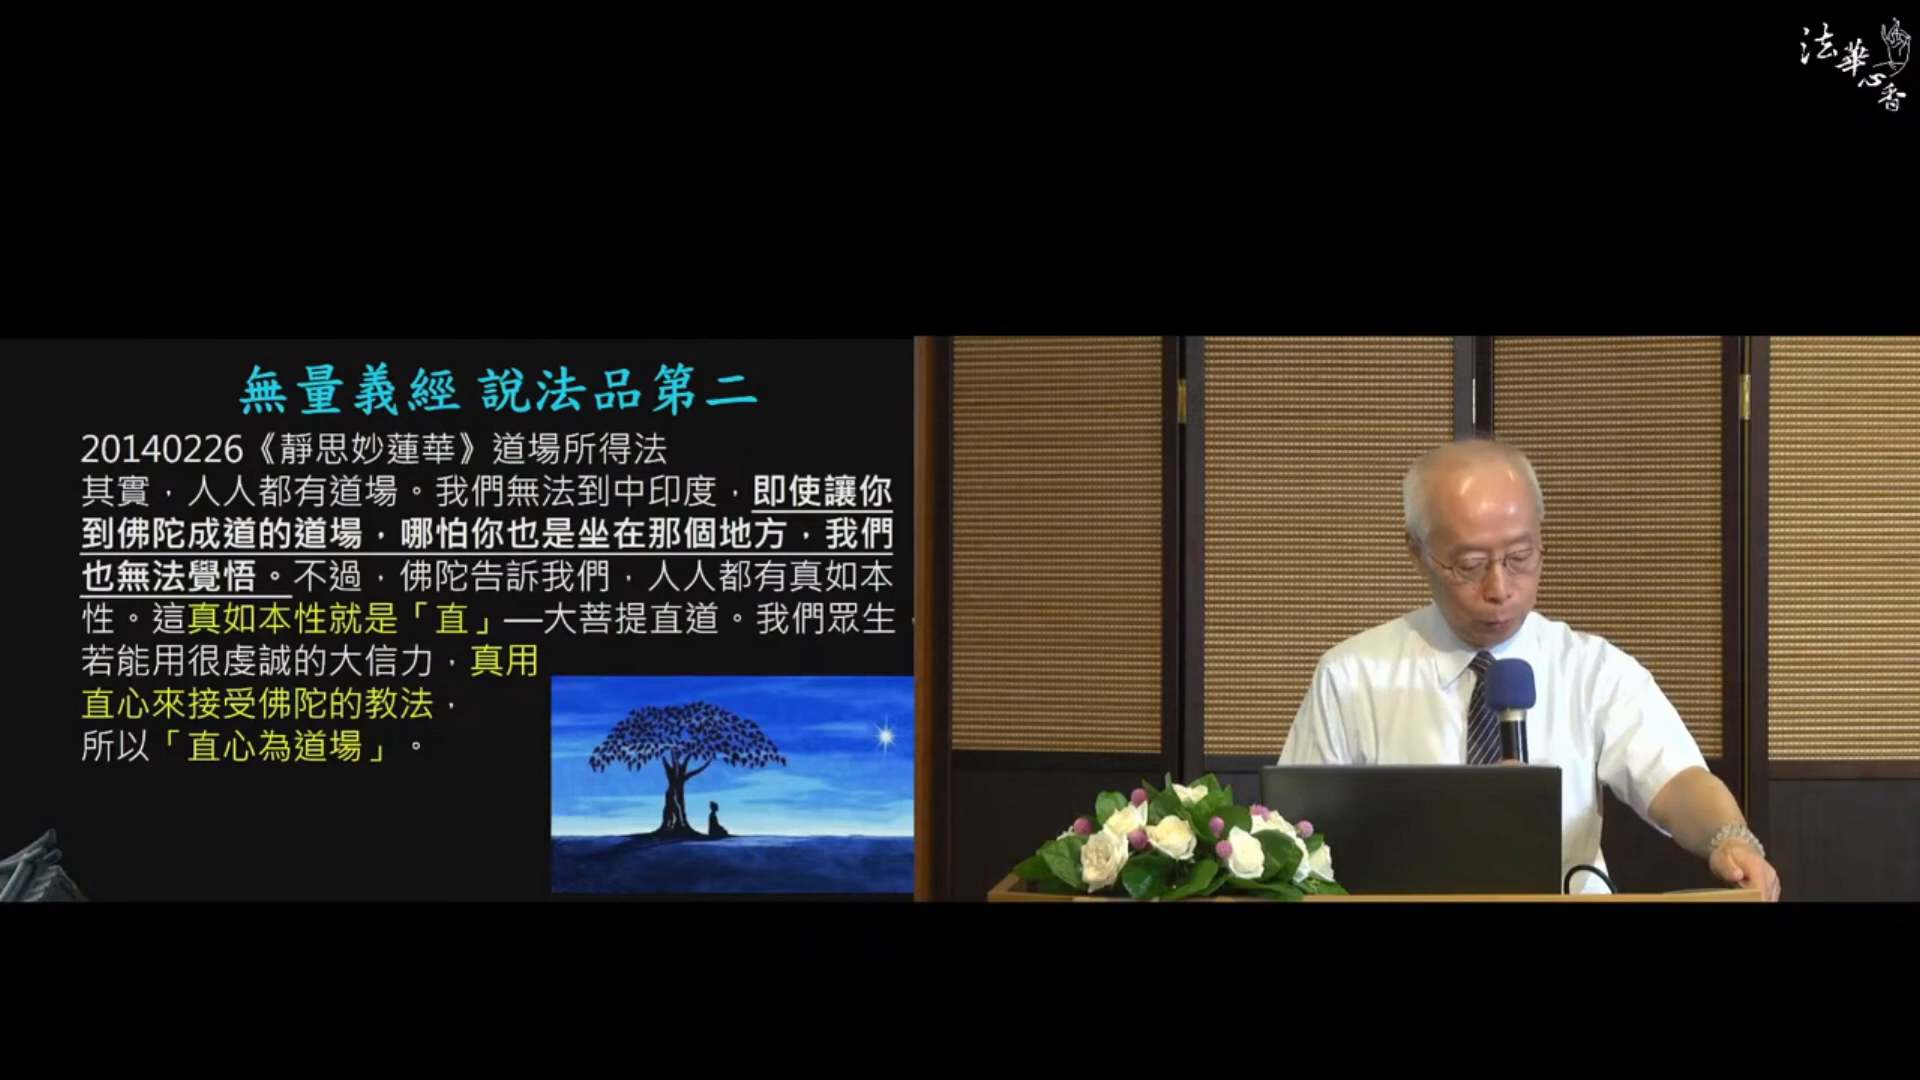 法華心香
無量義經 說法品第二
20140226《靜思妙蓮華》道場所得法
其實，人人都有道場。我們無法到中印度，即使讓你
到佛陀成道的道場，哪怕你也是坐在那個地方，我們
也無法覺悟。不過，佛陀告訴我們，人人都有真如本
性。這真如本性就是「直」—大菩提直道。我們眾生，
若能用很虔誠的大信力，真用
直心來接受佛陀的教法，
所以「直心為道場」。